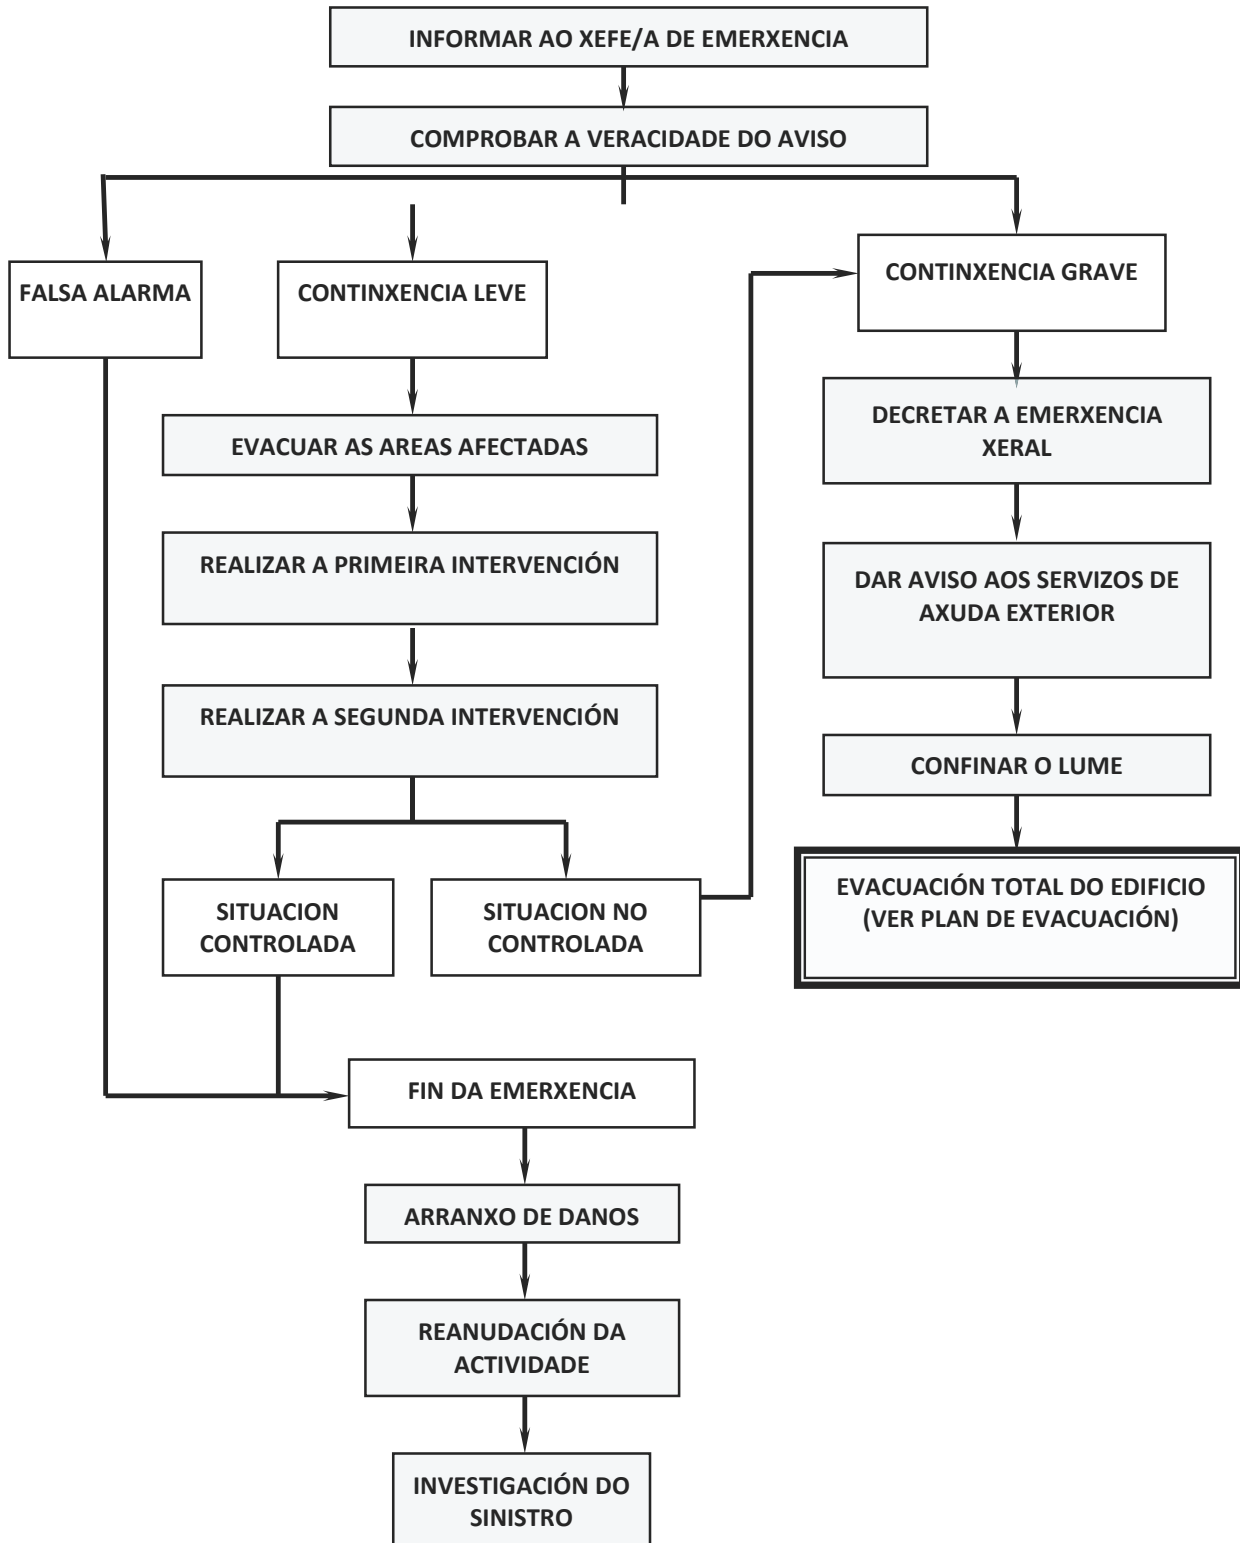 INFORMAR AO XEFE/A DE EMERXENCIA
COMPROBAR A VERACIDADE DO AVISO
FALSA ALARMA
CONTINXENCIA LEVE
CONTINXENCIA GRAVE
EVACUAR AS AREAS AFECTADAS
REALIZAR A PRIMEIRA INTERVENCIÓN
REALIZAR A SEGUNDA INTERVENCIÓN
SITUACION
CONTROLADA
SITUACION NO
CONTROLADA
DECRETAR A EMERXENCIA
XERAL
DAR AVISO AOS SERVIZOS DE
AXUDA EXTERIOR
CONFINAR O LUME
EVACUACIÓN TOTAL DO EDIFICIO
(VER PLAN DE EVACUACIÓN)
FIN DA EMERXENCIA
ARRANXO DE DANOS
REANUDACIÓN DA
ACTIVIDADE
INVESTIGACIÓN DO
SINISTRO